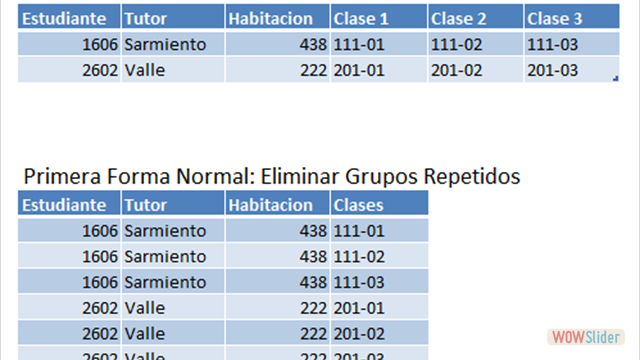 Estudiante Tutor Habitacion Clase 1 Clase 2 Clase 3
1606 Sarmiento 438 111-01 111-02 111-03
2602 Valle 222 201-01 201-02 201-03
Primera Forma Normal: Eliminar Grupos Repetidos
Estudiante Tutor Habitacion Clases
1606 Sarmiento 438 111-01
1606 Sarmiento 438 111-02
1606 Sarmiento 438 111-03
2602 Valle 222 201-01
2602 Valle 222 201-02
2602 Valle 222 201-03
WOWSlider